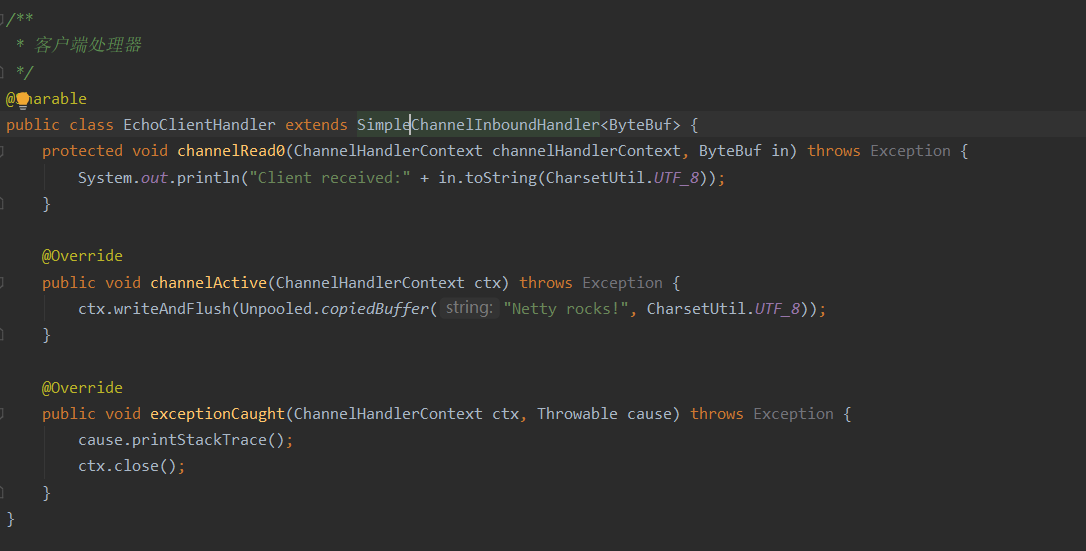 /**
 * 客户端处理器
 */
@Sharable
public class EchoClientHandler extends SimpleChannelInboundHandler<ByteBuf> {
    protected void channelRead0(ChannelHandlerContext channelHandlerContext, ByteBuf in) throws Exception {
        System.out.println("Client received:" + in.toString(CharsetUtil.UTF_8));
    }

    @Override
    public void channelActive(ChannelHandlerContext ctx) throws Exception {
        ctx.writeAndFlush(Unpooled.copiedBuffer( string: "Netty rocks!", CharsetUtil.UTF_8));
    }

    @Override
    public void exceptionCaught(ChannelHandlerContext ctx, Throwable cause) throws Exception {
        cause.printStackTrace();
        ctx.close();
    }
}